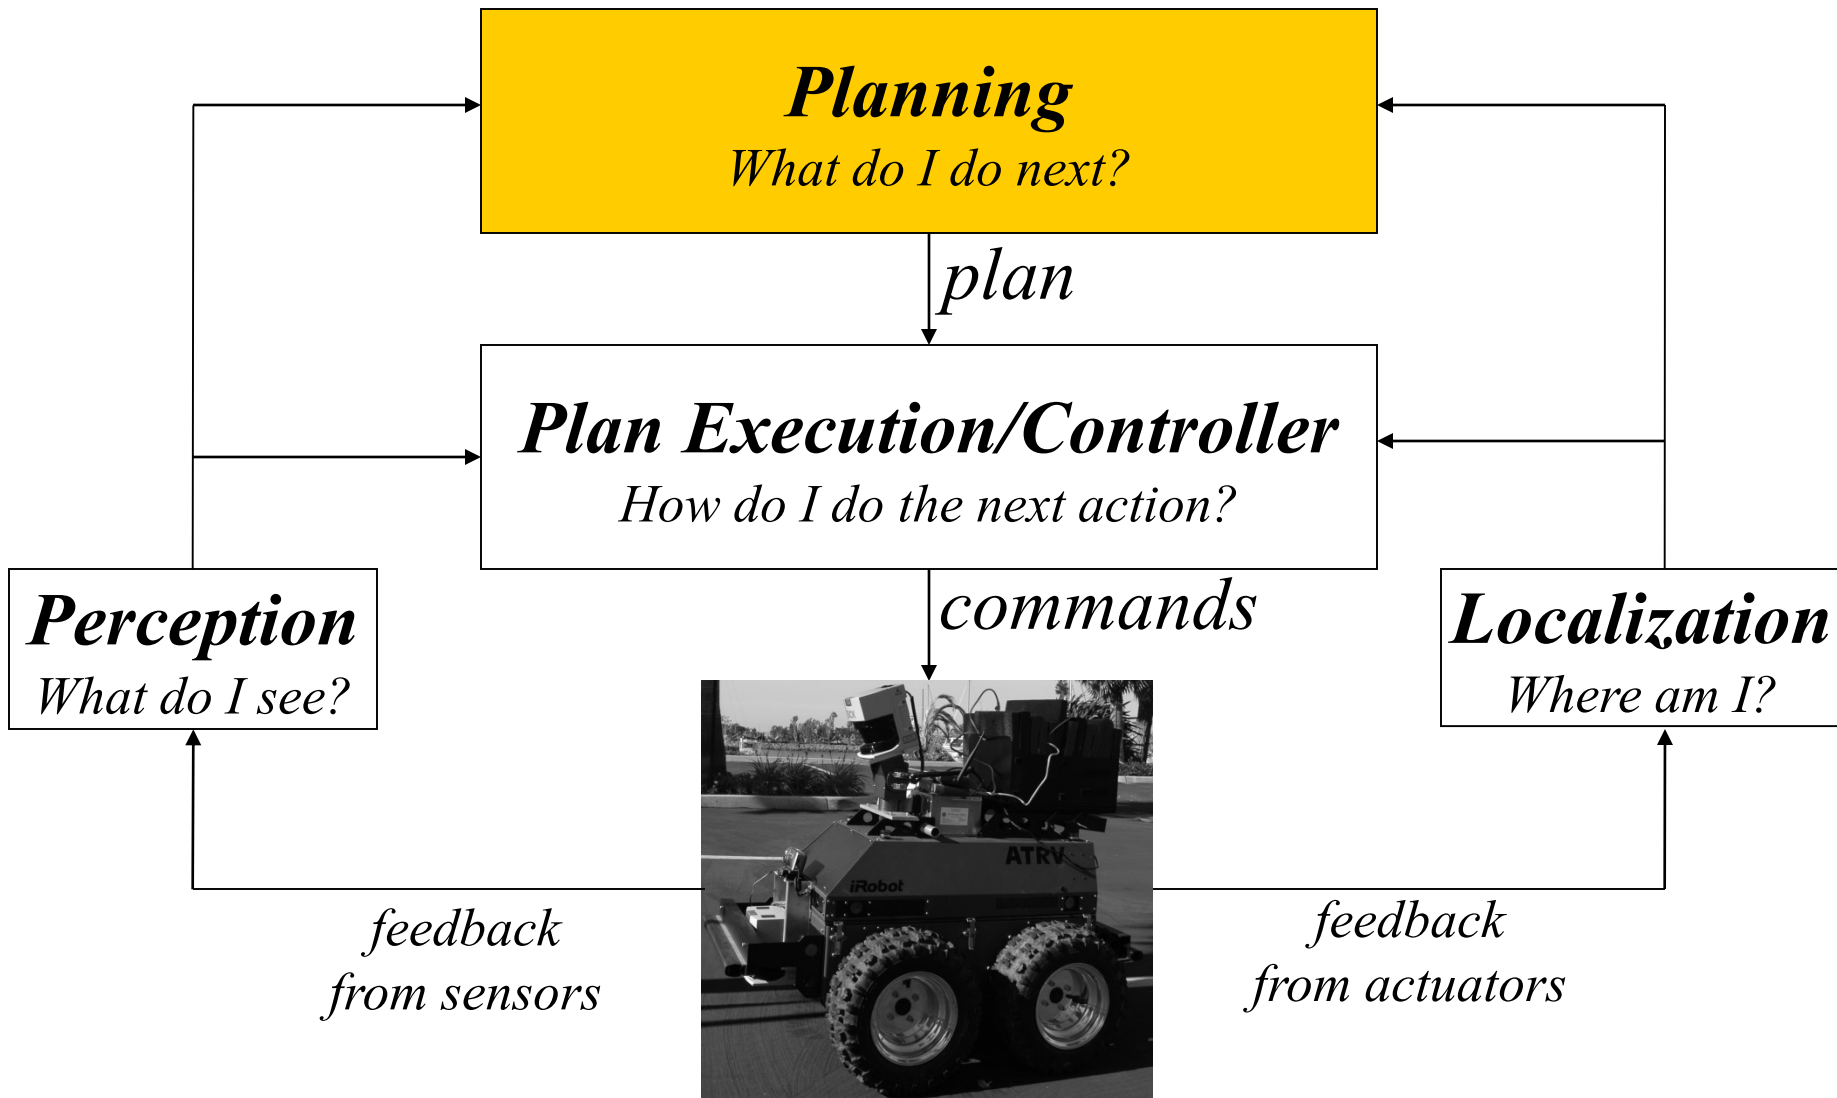 Planning
What do I do next?
plan
Plan Execution/Controller
How do I do the next action?
Perception
What do I see?
commands
Localization
Where am I?
ATRV
iRobot
feedback
from sensors
feedback
from actuators